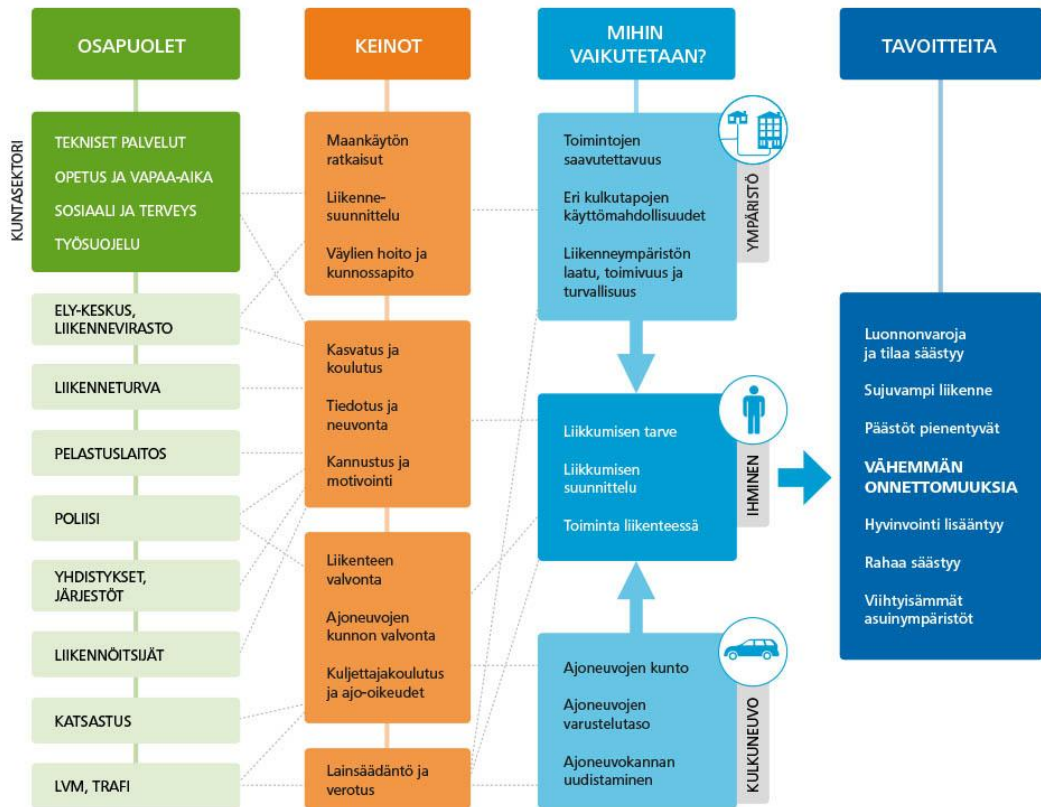 OSAPUOLET
KUNTASEKTORI
TEKNISET PALVELUT
OPETUS JA VAPAA-AIKA
SOSIAALI JA TERVEYS
TYÖSUOJELU
ELY-KESKUS,
LIIKENNEVIRASTO
LIIKENNETURVA
PELASTUSLAITOS
POLIISI
YHDISTYKSET,
JÄRJESTÖT
LIIKENNÖITSIJÄT
KATSASTUS
LVM, TRAFI
KEINOT
Maankäytön
ratkaisut
Liikenne-
suunnittelu
Väylien hoito ja
kunnossapito
Kasvatus ja
koulutus
Tiedotus ja
neuvonta
Kannustus ja
motivointi
Liikenteen
valvonta
Ajoneuvojen
kunnon valvonta
Kuljettajakoulutus
ja ajo-oikeudet
Lainsäädäntö ja
verotus
MIHIN
VAIKUTETAAN?
Toimintojen
saavutettavuus
Eri kulkutapojen
käyttömahdollisuudet
Liikenneympäristön
laatu, toimivuus ja
turvallisuus
YMPÄRISTÖ
Liikkumisen tarve
Liikkumisen
suunnittelu
Toiminta liikenteessä
IHMINEN
Ajoneuvojen kunto
Ajoneuvojen
varustelutaso
Ajoneuvokannan
uudistaminen
KULKUNEUVO
TAVOITTEITA
Luonnonvaroja
ja tilaa säästyy
Sujuvampi liikenne
Päästöt pienentyvät
VÄHEMMÄN
ONNETTOMUUKSIA
Hyvinvointi lisääntyy
Rahaa säästyy
Viihtyisämmät
asuinympäristöt